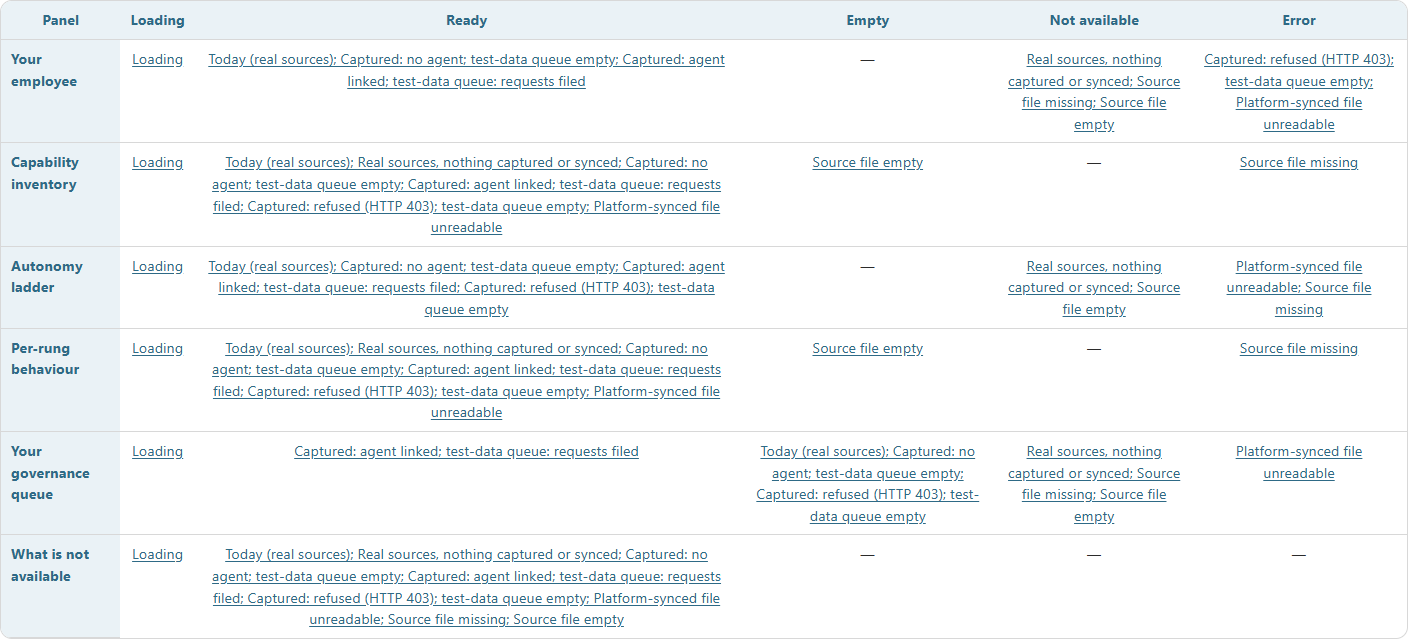 Panel Loading Ready Empty Not available Error
Your
employee
Loading
Today (real sources); Captured: no agent; test-data queue empty; Captured: agent
linked; test-data queue: requests filed
—
Real sources, nothing
captured or synced; Source
file missing; Source file
empty
Captured: refused (HTTP 403);
test-data queue empty;
Platform-synced file
unreadable
Capability
inventory
Loading
Today (real sources); Real sources, nothing captured or synced; Captured: no
agent; test-data queue empty; Captured: agent linked; test-data queue: requests
filed; Captured: refused (HTTP 403); test-data queue empty; Platform-synced file
unreadable
Source file empty
—
Source file missing
Autonomy
ladder
Loading
Today (real sources); Captured: no agent; test-data queue empty; Captured: agent
linked; test-data queue: requests filed; Captured: refused (HTTP 403); test-data
queue empty
—
Real sources, nothing
captured or synced; Source
file empty
Platform-synced file
unreadable; Source file
missing
Per-rung
behaviour
Loading
Today (real sources); Real sources, nothing captured or synced; Captured: no
agent; test-data queue empty; Captured: agent linked; test-data queue: requests
filed; Captured: refused (HTTP 403); test-data queue empty; Platform-synced file
unreadable
Source file empty
—
Source file missing
Your
governance
queue
Loading
Captured: agent linked; test-data queue: requests filed
Today (real sources); Captured: no
agent; test-data queue empty;
Captured: refused (HTTP 403); test-
data queue empty
Real sources, nothing
captured or synced; Source
file missing; Source file
empty
Platform-synced file
unreadable
What is not
available
Loading
Today (real sources); Real sources, nothing captured or synced; Captured: no
agent; test-data queue empty; Captured: agent linked; test-data queue: requests
filed; Captured: refused (HTTP 403); test-data queue empty; Platform-synced file
unreadable; Source file missing; Source file empty
—
—
—